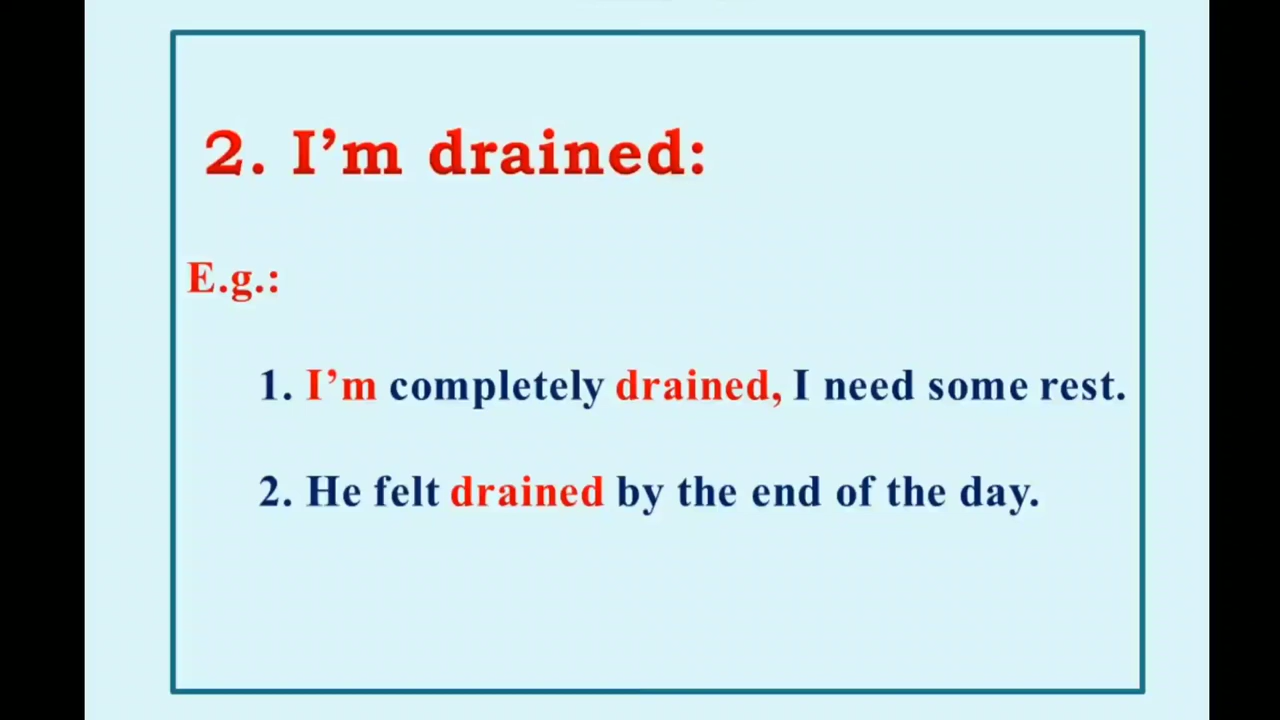 2. I’m drained:
E.g.:
1. I’m completely drained, I need some rest.
2. He felt drained by the end of the day.